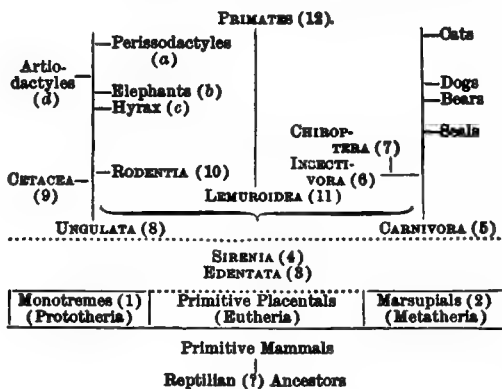 PRIMATES (12).
Cats
Perissodactyles
(a)
Artio-
dactyles
(d)
Elephants (b)
Hyrax (c)
Dogs
Bears
Seals
CHIROP-
TERA (7)
INSECTI-
VORA (6)
RODENTIA (10)
CETACEA
(9)
LEMUROIDEA (11)
UNGULATA (8)
CARNIVORA (5)
SIRENIA (4)
EDENTATA (3)
Monotremes (1)
(Prototheria)
Primitive Placentals
(Eutheria)
Marsupials (2)
(Metatheria)
Primitive Mammals
Reptilian (?) Ancestors